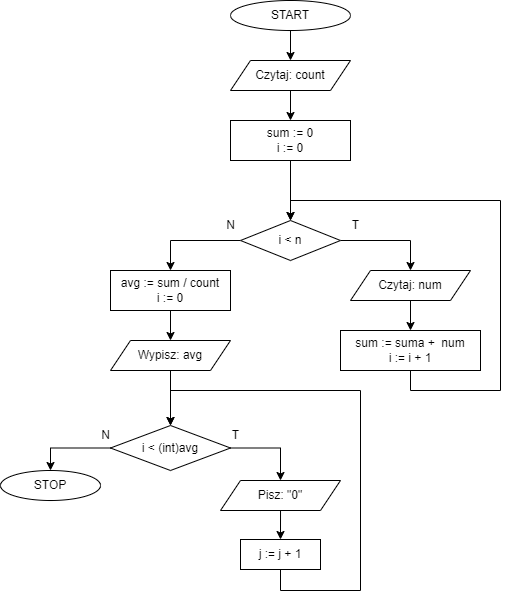 START
Czytaj: count
sum := 0
i := 0
N
T
i < n
avg := sum / count
i := 0
Czytaj: num
Wypisz: avg
sum := suma + num
i := i + 1
N
T
i < (int)avg
STOP
Pisz: "0"
j := j + 1